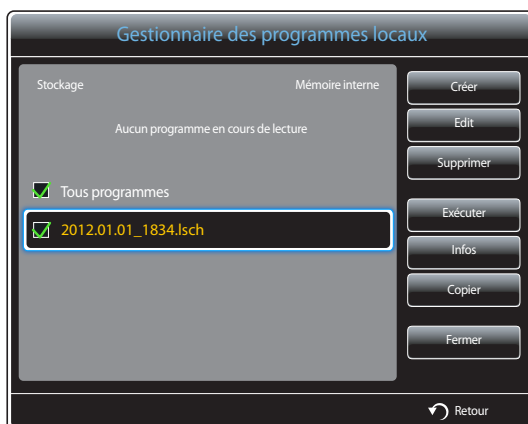 Gestionnaire des programmes locaux
Stockage Mémoire interne
Aucun programme en cours de lecture
Tous programmes
2012.01.01_1834.lsch
Créer
Edit
Supprimer
Exécuter
Infos
Copier
Fermer
Retour